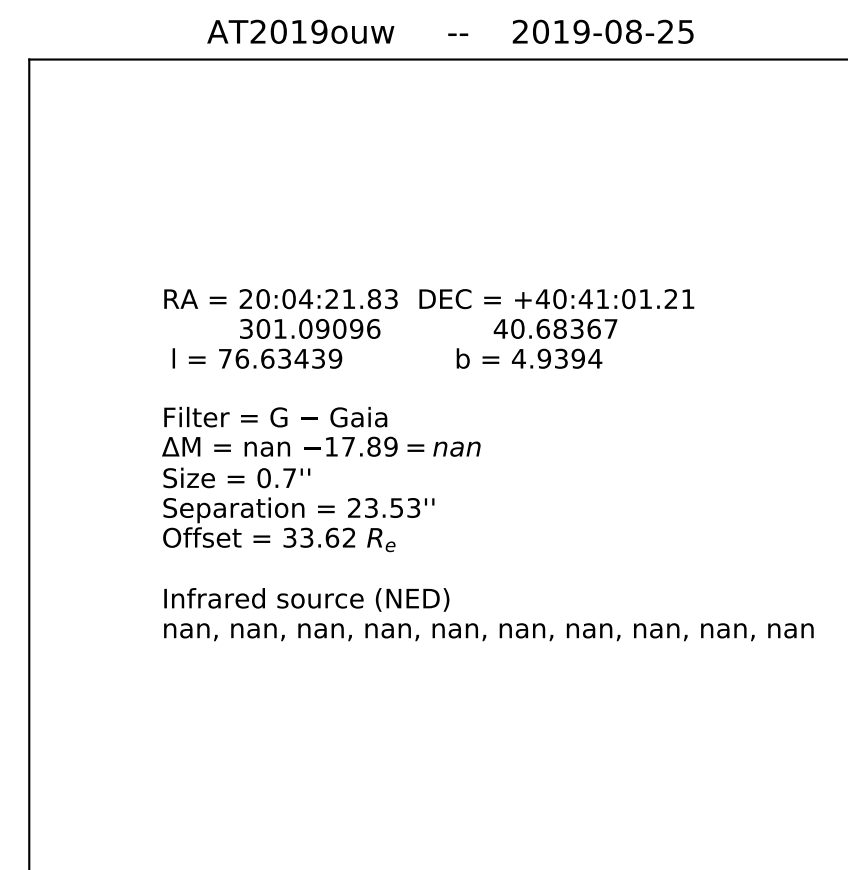 AT2019ouw -- 2019-08-25
RA = 20:04:21.83 DEC = +40:41:01.21
301.09096 40.68367
l = 76.63439 b = 4.9394
Filter = G − Gaia
ΔM = nan −17.89 = nan
Size = 0.7''
Separation = 23.53''
Offset = 33.62 Rₑ
Infrared source (NED)
nan, nan, nan, nan, nan, nan, nan, nan, nan, nan